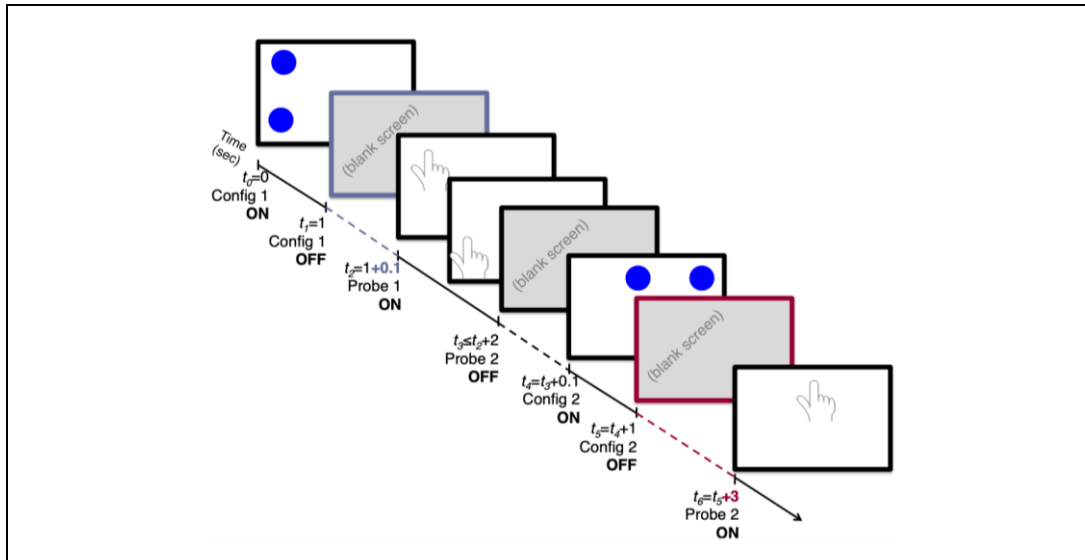 (blank screen)
Time
(sec)
t0=0
Config 1
ON
t1=1
Config 1
OFF
(blank screen)
t2=1+0.1
Probe 1
ON
t3≤t2+2
Probe 2
OFF
t4=t3+0.1
Config 2
ON
(blank screen)
t5=t4+1
Config 2
OFF
t6=t5+3
Probe 2
ON